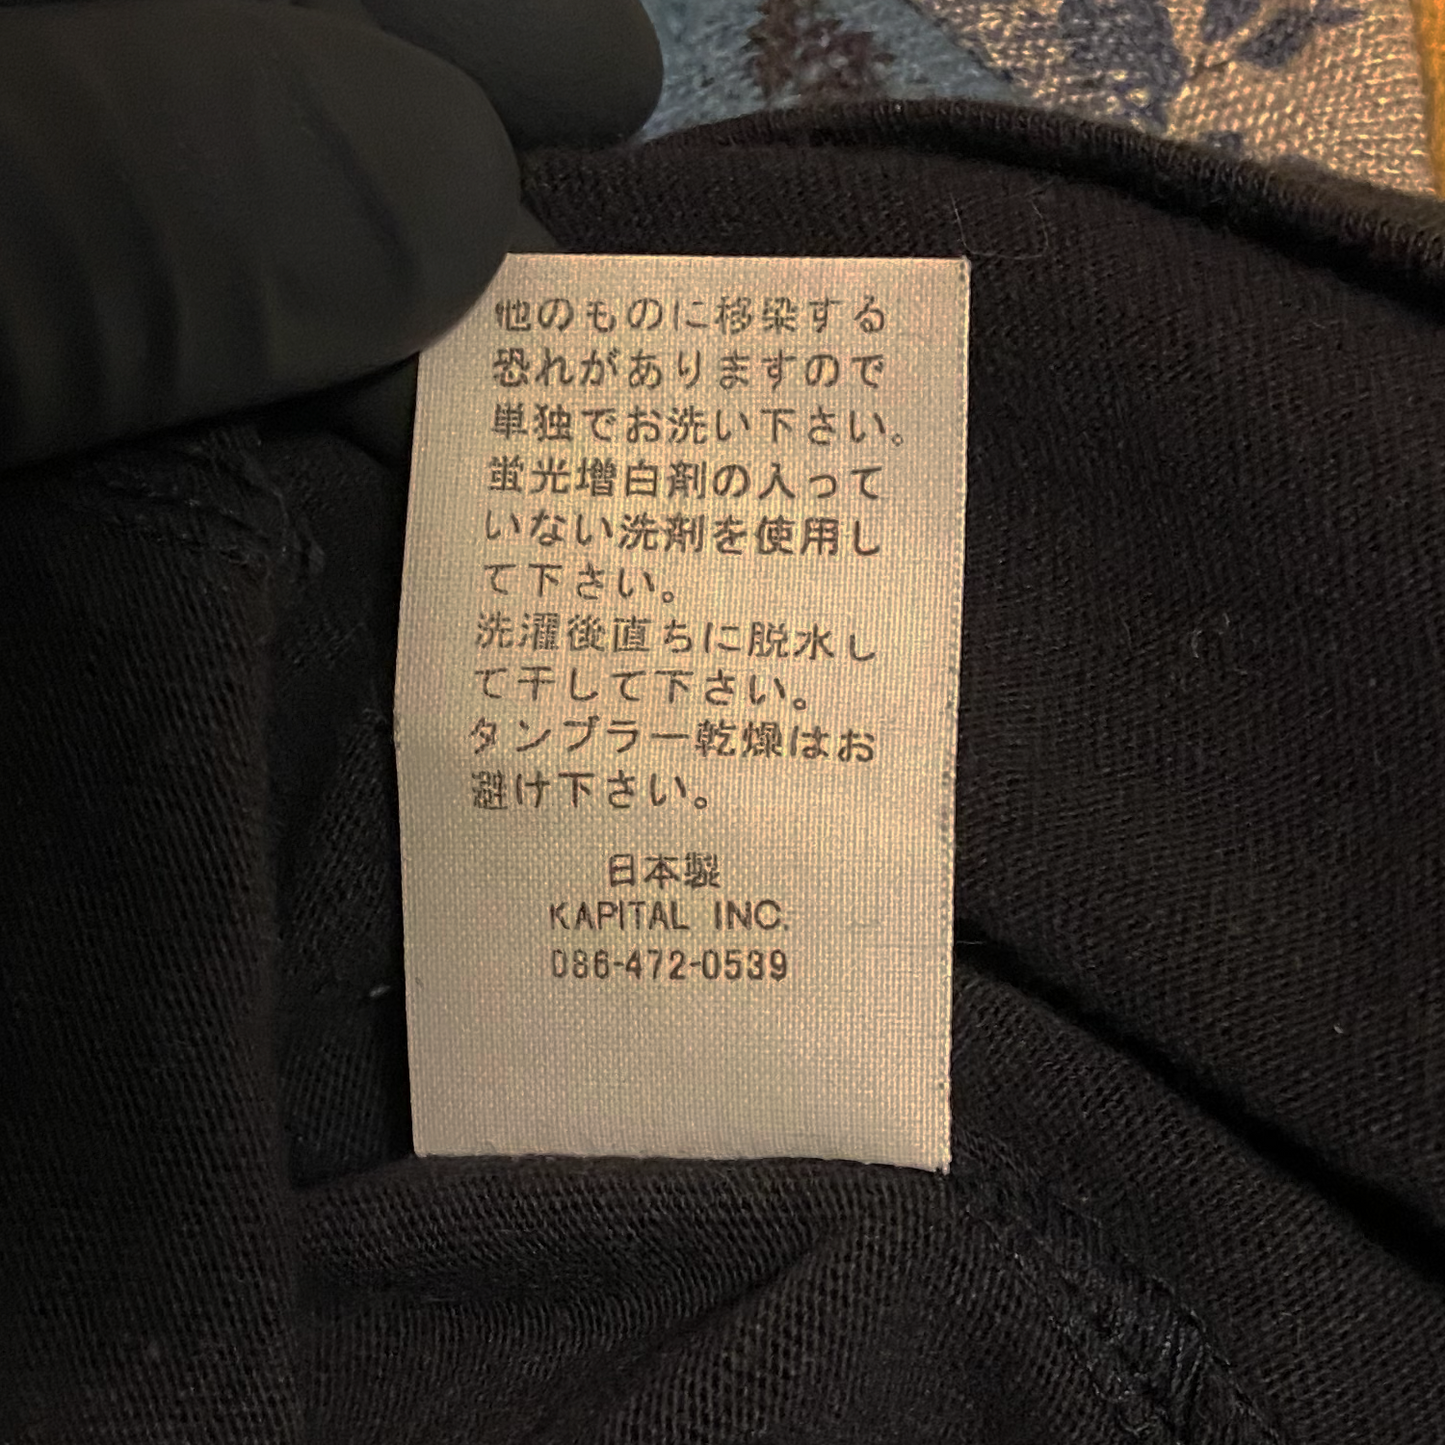 他のものに移染する
恐れがありますので
単独でお洗い下さい。
蛍光増白剤の入って
いない洗剤を使用し
て下さい。
洗濯後直ちに脱水し
て干して下さい。
タンブラー乾燥はお
避け下さい。
日本製
KAPITAL INC.
086-472-0539